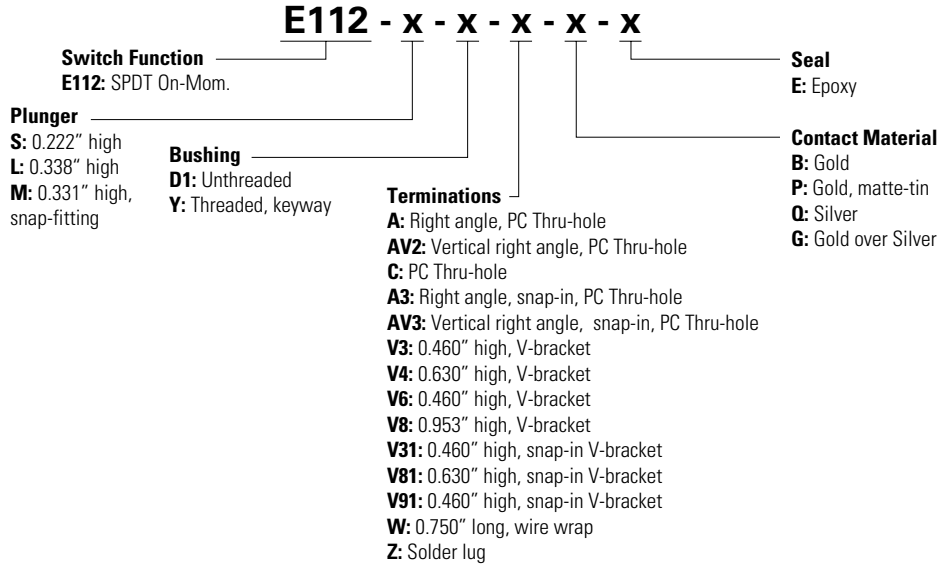 E112 - x - x - x - x - x
Switch Function
E112: SPDT On-Mom.
Plunger
S: 0.222" high
L: 0.338" high
M: 0.331" high,
snap-fitting
Bushing
D1: Unthreaded
Y: Threaded, keyway
Terminations
A: Right angle, PC Thru-hole
AV2: Vertical right angle, PC Thru-hole
C: PC Thru-hole
A3: Right angle, snap-in, PC Thru-hole
AV3: Vertical right angle, snap-in, PC Thru-hole
V3: 0.460" high, V-bracket
V4: 0.630" high, V-bracket
V6: 0.460" high, V-bracket
V8: 0.953" high, V-bracket
V31: 0.460" high, snap-in V-bracket
V81: 0.630" high, snap-in V-bracket
V91: 0.460" high, snap-in V-bracket
W: 0.750" long, wire wrap
Z: Solder lug
Seal
E: Epoxy
Contact Material
B: Gold
P: Gold, matte-tin
Q: Silver
G: Gold over Silver